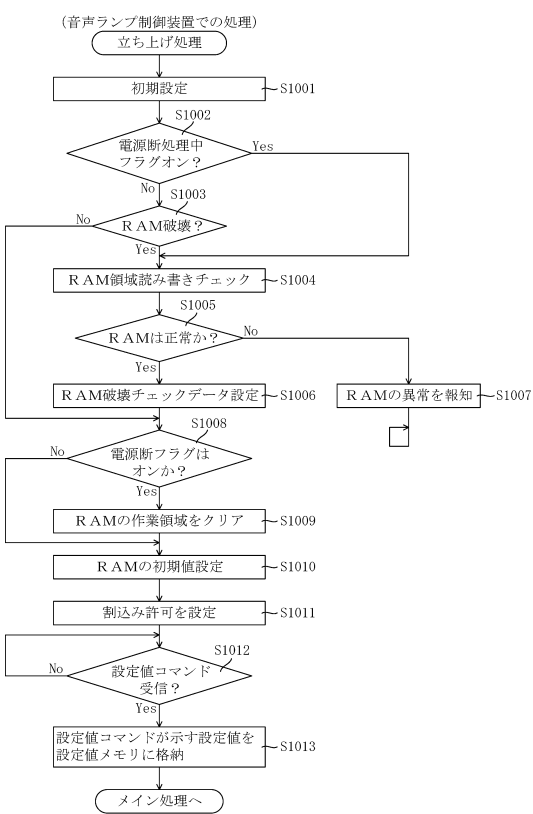 (音声ランプ制御装置での処理)
立ち上げ処理
初期設定
S1001
S1002
電源断処理中
フラグオン?
Yes
No
S1003
RAM破壊?
No
Yes
RAM領域読み書きチェック
S1004
S1005
RAMは正常か?
No
Yes
RAM破壊チェックデータ設定
S1006
RAMの異常を報知
S1007
S1008
電源断フラグは
オンか?
No
Yes
RAMの作業領域をクリア
S1009
RAMの初期値設定
S1010
割込み許可を設定
S1011
S1012
設定値コマンド
受信?
No
Yes
設定値コマンドが示す設定値を
設定値メモリに格納
S1013
メイン処理へ